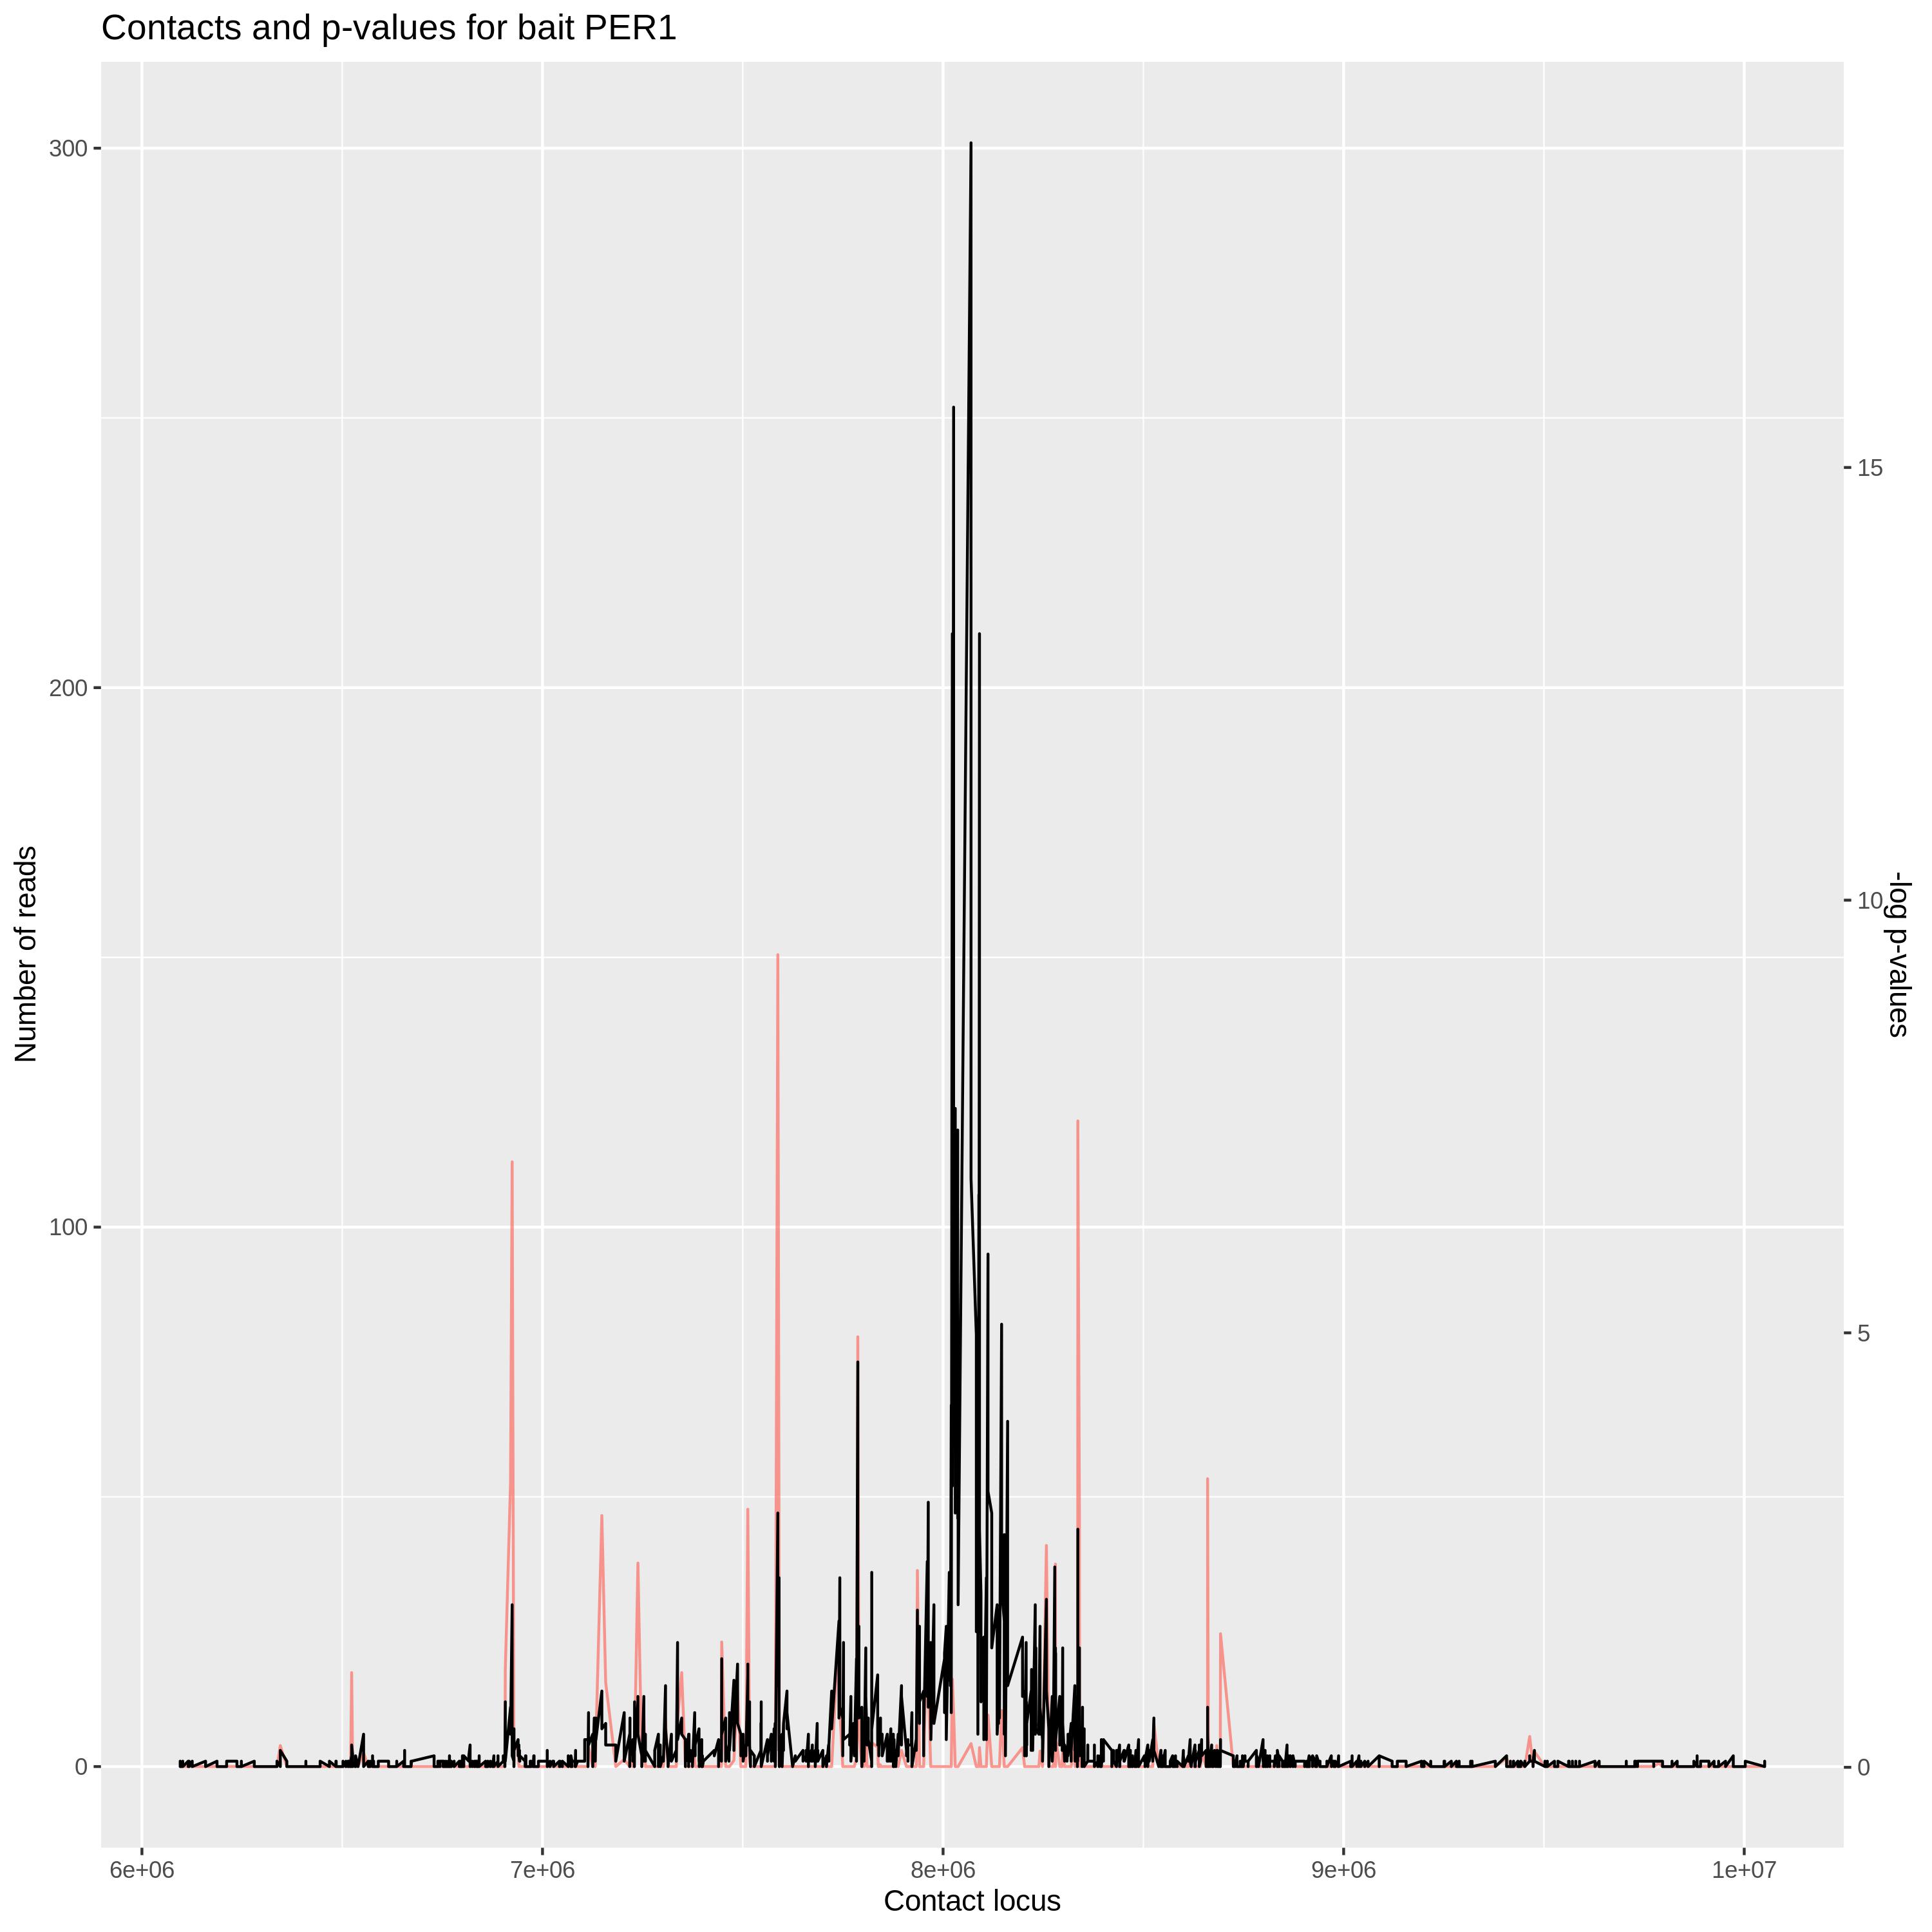 Contacts and p-values for bait PER1
300
200
100
0
Number of reads
15
10
5
0
-log p-values
6e+06 7e+06 8e+06 9e+06 1e+07
Contact locus